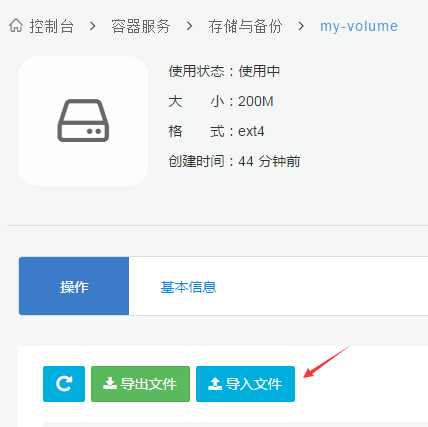 控制台 > 容器服务 > 存储与备份 > my-volume
使用状态：使用中
大 小：200M
格 式：ext4
创建时间：44 分钟前
操作 基本信息
导出文件 导入文件